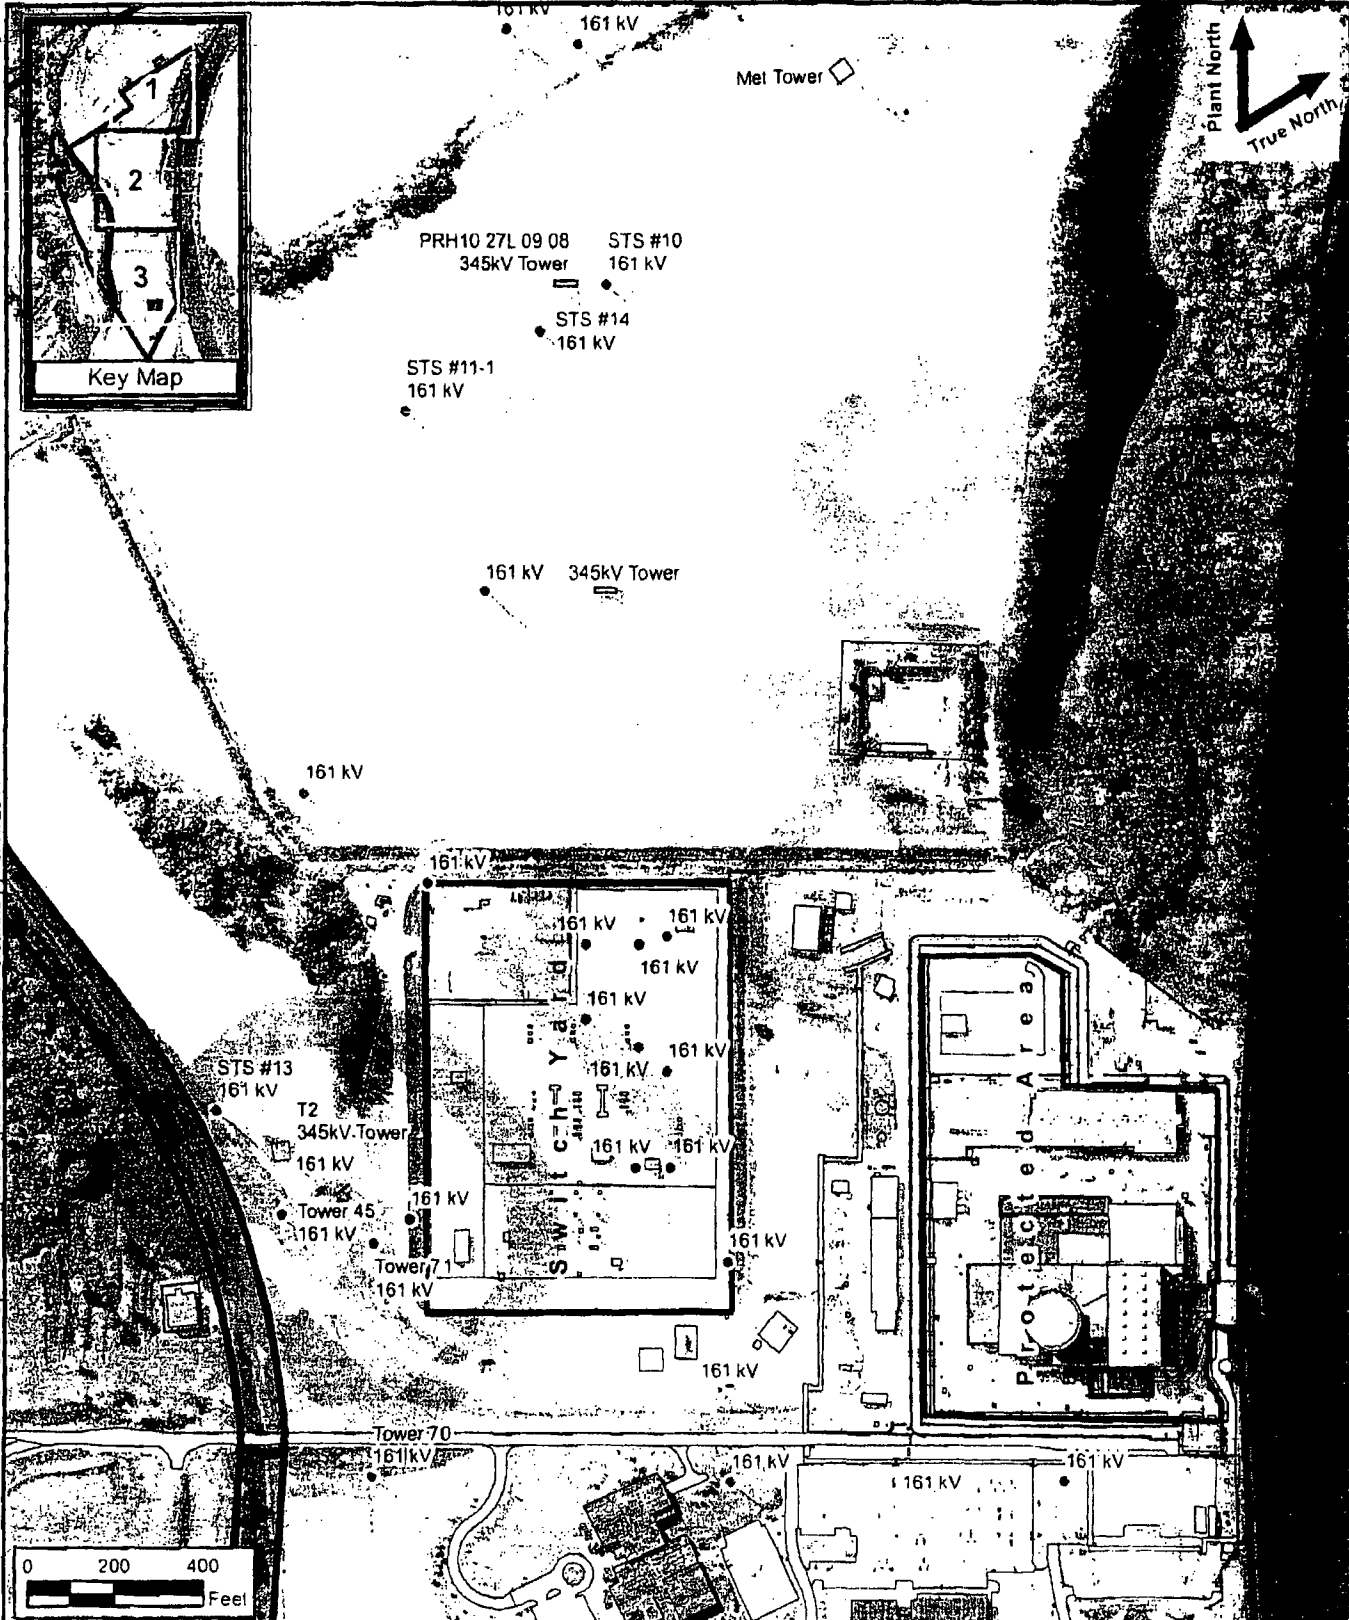 161 kV
161 kV
Met Tower
Plant North
True North
1
2
3
Key Map
PRH10 27L 09 08
345kV Tower
STS #10
161 kV
STS #14
161 kV
STS #11-1
161 kV
161 kV
345kV Tower
161 kV
161 kV
161 kV
161 kV
161 kV
161 kV
161 kV
161 kV
161 kV
161 kV
Switch Yard
Protected Area
STS #13
161 kV
T2
345kV Tower
161 kV
Tower 45
161 kV
161 kV
Tower 71
161 kV
161 kV
161 kV
Tower 70
161 kV
161 kV
161 kV
161 kV
0 200 400
Feet